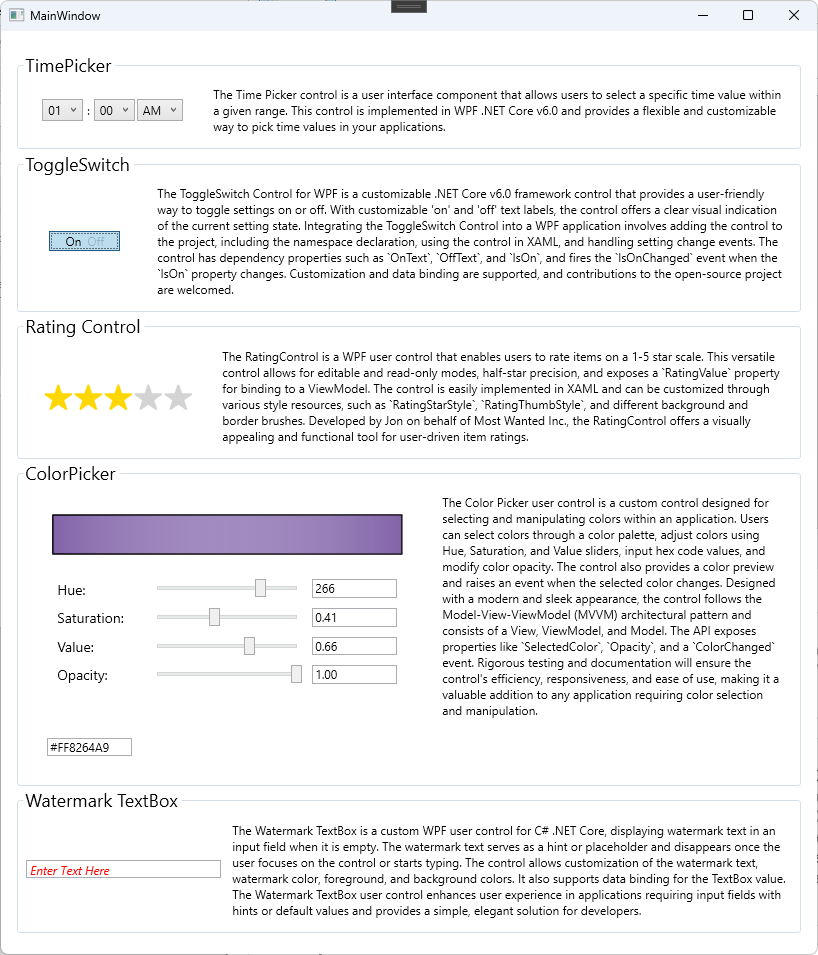 MainWindow
TimePicker
01 : 00 AM
The Time Picker control is a user interface component that allows users to select a specific time value within
a given range. This control is implemented in WPF .NET Core v6.0 and provides a flexible and customizable
way to pick time values in your applications.
ToggleSwitch
On Off
The ToggleSwitch Control for WPF is a customizable .NET Core v6.0 framework control that provides a user-friendly
way to toggle settings on or off. With customizable 'on' and 'off' text labels, the control offers a clear visual indication
of the current setting state. Integrating the ToggleSwitch Control into a WPF application involves adding the control to
the project, including the namespace declaration, using the control in XAML, and handling setting change events. The
control has dependency properties such as `OnText`, `OffText`, and `IsOn`, and fires the `IsOnChanged` event when the
`IsOn` property changes. Customization and data binding are supported, and contributions to the open-source project
are welcomed.
Rating Control
The RatingControl is a WPF user control that enables users to rate items on a 1-5 star scale. This versatile
control allows for editable and read-only modes, half-star precision, and exposes a `RatingValue` property
for binding to a ViewModel. The control is easily implemented in XAML and can be customized through
various style resources, such as `RatingStarStyle`, `RatingThumbStyle`, and different background and
border brushes. Developed by Jon on behalf of Most Wanted Inc., the RatingControl offers a visually
appealing and functional tool for user-driven item ratings.
ColorPicker
Hue: 266
Saturation: 0.41
Value: 0.66
Opacity: 1.00
#FF8264A9
The Color Picker user control is a custom control designed for
selecting and manipulating colors within an application. Users
can select colors through a color palette, adjust colors using
Hue, Saturation, and Value sliders, input hex code values, and
modify color opacity. The control also provides a color preview
and raises an event when the selected color changes. Designed
with a modern and sleek appearance, the control follows the
Model-View-ViewModel (MVVM) architectural pattern and
consists of a View, ViewModel, and Model. The API exposes
properties like `SelectedColor`, `Opacity`, and a `ColorChanged`
event. Rigorous testing and documentation will ensure the
control's efficiency, responsiveness, and ease of use, making it a
valuable addition to any application requiring color selection
and manipulation.
Watermark TextBox
Enter Text Here
The Watermark TextBox is a custom WPF user control for C# .NET Core, displaying watermark text in an
input field when it is empty. The watermark text serves as a hint or placeholder and disappears once the
user focuses on the control or starts typing. The control allows customization of the watermark text,
watermark color, foreground, and background colors. It also supports data binding for the TextBox value.
The Watermark TextBox user control enhances user experience in applications requiring input fields with
hints or default values and provides a simple, elegant solution for developers.